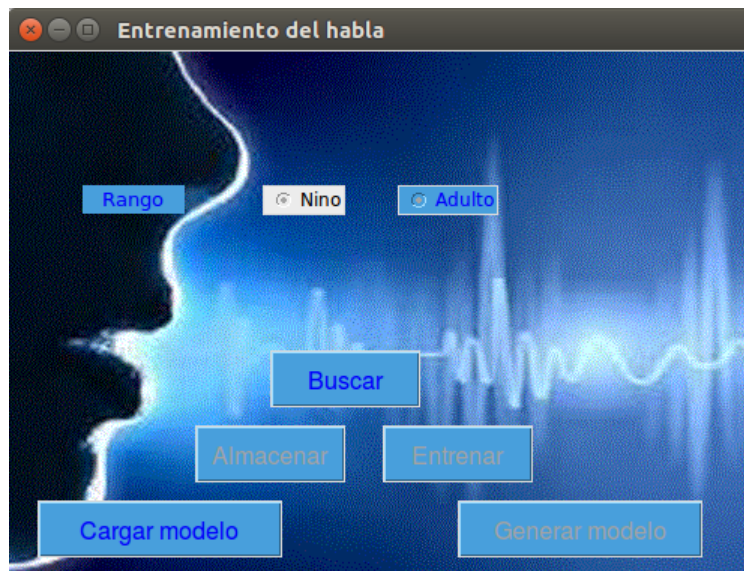 Entrenamiento del habla
Rango Nino Adulto
Buscar
Almacenar Entrenar
Cargar modelo Generar modelo